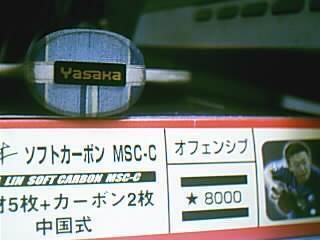 Yasaka
ソフトカーボン MSC-C
LIN SOFT CARBON MSC-C
材5枚+カーボン2枚
中国式
オフェンシブ
★ 8000